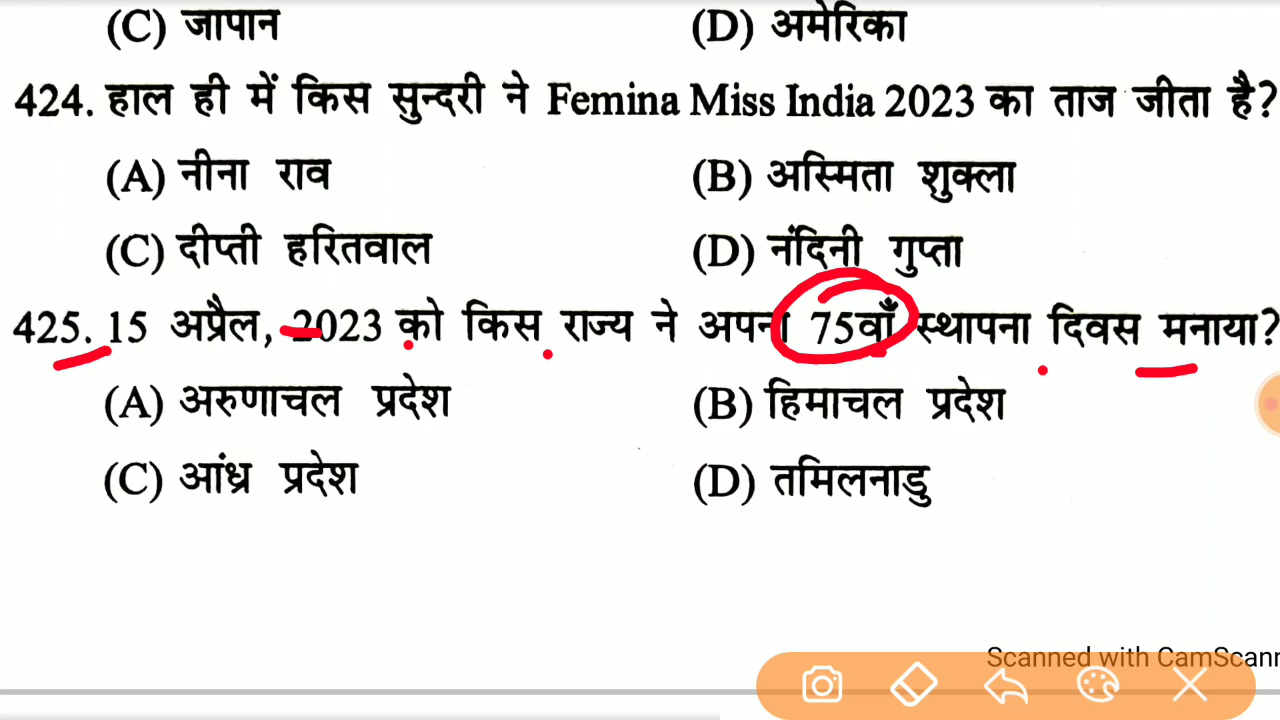 (C) जापान (D) अमेरिका
424. हाल ही में किस सुन्दरी ने Femina Miss India 2023 का ताज जीता है?
(A) नीना राव (B) अस्मिता शुक्ला
(C) दीप्ती हरितवाल (D) नंदिनी गुप्ता
425. 15 अप्रैल, 2023 को किस राज्य ने अपना 75वाँ स्थापना दिवस मनाया?
(A) अरुणाचल प्रदेश (B) हिमाचल प्रदेश
(C) आंध्र प्रदेश (D) तमिलनाडु
Scanned with CamScann